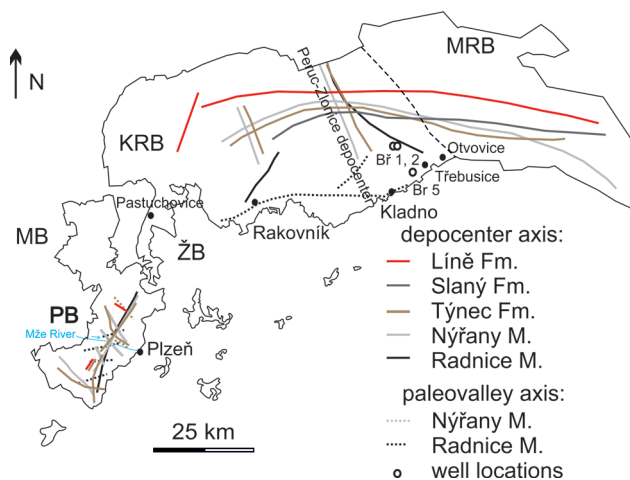 MRB
N
Peruc-Zlonice depocenter
KRB
Otvovice
Bř 1, 2
Třebusice
Br 5
Pastuchovice
Kladno
Rakovník
MB
ŽB
depocenter axis:
Líně Fm.
Slaný Fm.
Týnec Fm.
Nýřany M.
Radnice M.
PB
Mže River
Plzeň
paleovalley axis:
Nýřany M.
Radnice M.
well locations
25 km